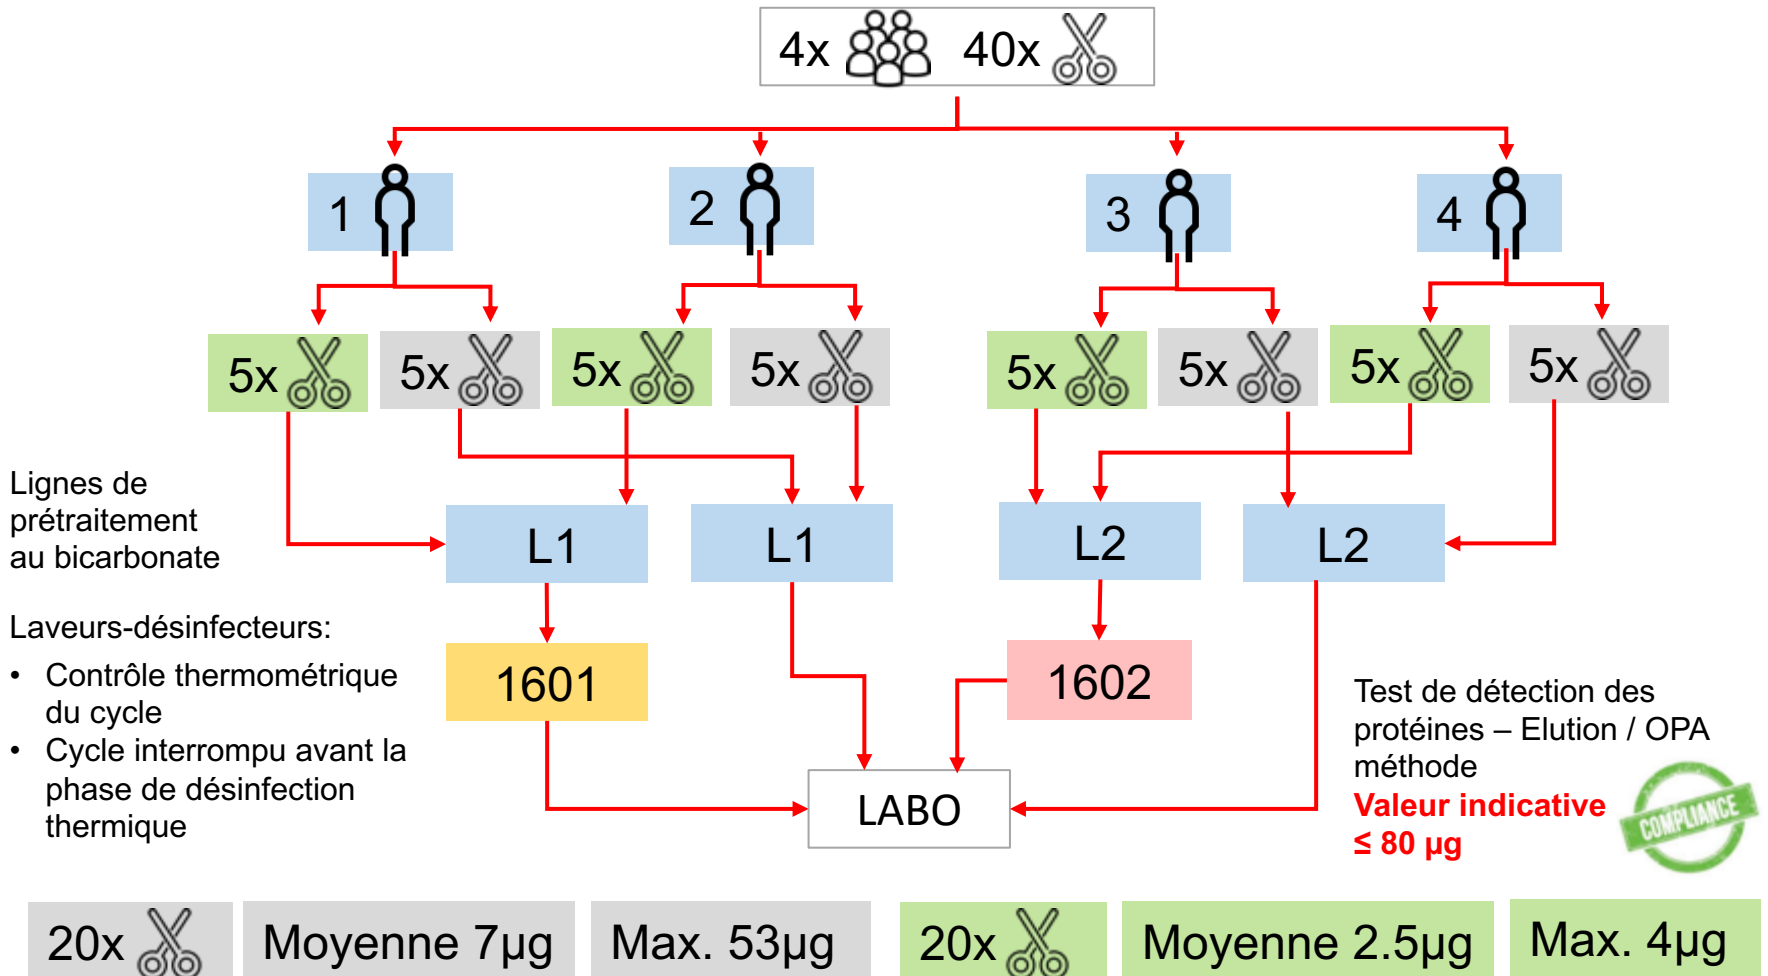 4x 40x
1 2 3 4
5x 5x 5x 5x 5x 5x 5x 5x
Lignes de
prétraitement
au bicarbonate
L1 L1 L2 L2
Laveurs-désinfecteurs:
• Contrôle thermométrique
du cycle
• Cycle interrompu avant la
phase de désinfection
thermique
1601 1602
LABO
Test de détection des
protéines – Elution / OPA
méthode
Valeur indicative
≤ 80 µg
COMPLIANCE
20x Moyenne 7µg Max. 53µg 20x Moyenne 2.5µg Max. 4µg